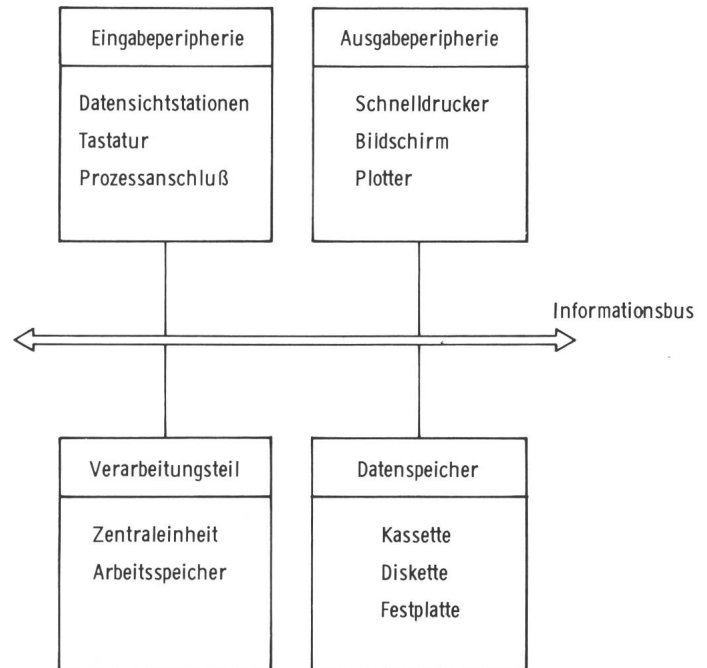 Eingabeperipherie
Datensichtstationen
Tastatur
Prozessanschluß
Ausgabeperipherie
Schnelldrucker
Bildschirm
Plotter
Informationsbus
Verarbeitungsteil
Zentraleinheit
Arbeitsspeicher
Datenspeicher
Kassette
Diskette
Festplatte